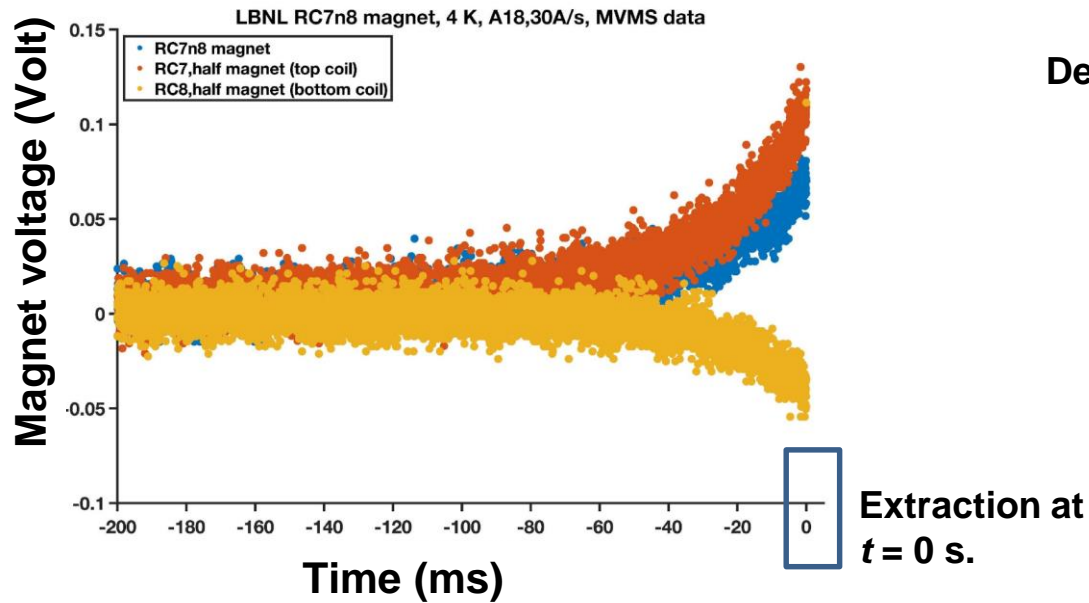 LBNL RC7n8 magnet, 4 K, A18,30A/s, MVMS data
RC7n8 magnet
RC7,half magnet (top coil)
RC8,half magnet (bottom coil)
De
Magnet voltage (Volt)
0.15
0.1
0.05
0
-0.05
-0.1
-200
-180
-160
-140
-120
-100
-80
-60
-40
-20
0
Time (ms)
Extraction at
t = 0 s.